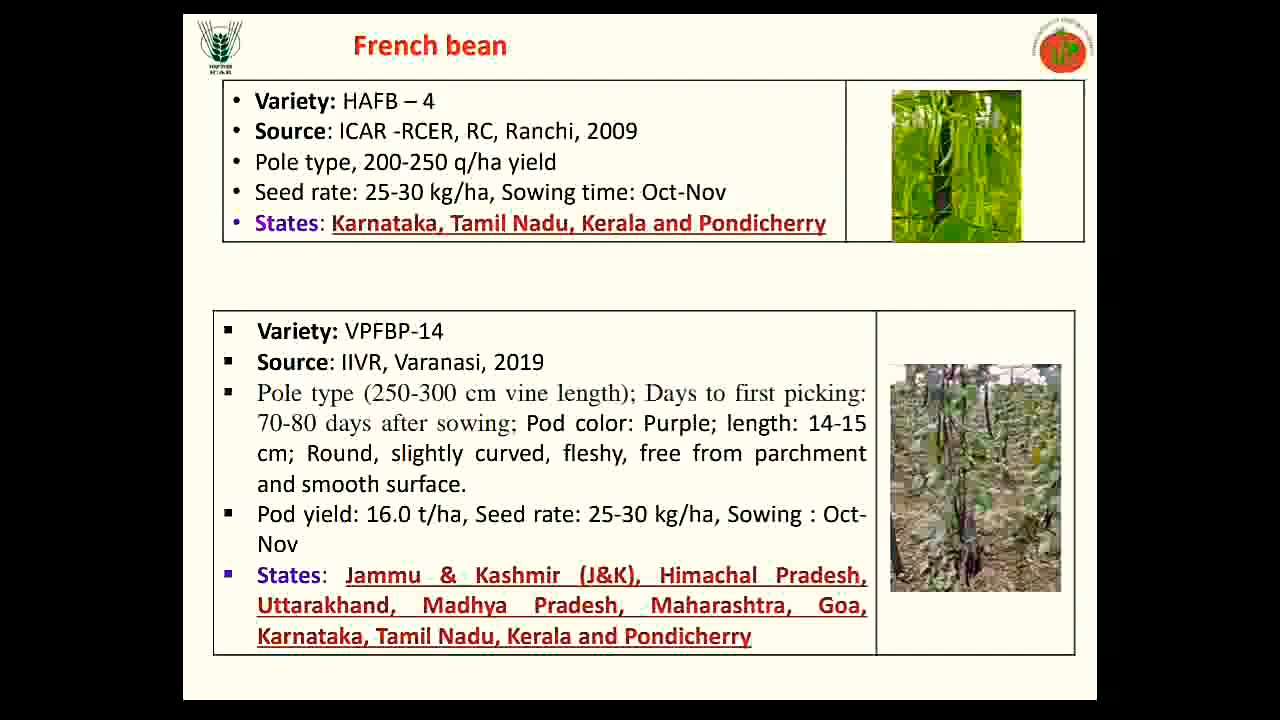 French bean
• Variety: HAFB – 4
• Source: ICAR -RCER, RC, Ranchi, 2009
• Pole type, 200-250 q/ha yield
• Seed rate: 25-30 kg/ha, Sowing time: Oct-Nov
• States: Karnataka, Tamil Nadu, Kerala and Pondicherry
▪ Variety: VPFBP-14
▪ Source: IIVR, Varanasi, 2019
▪ Pole type (250-300 cm vine length); Days to first picking:
70-80 days after sowing; Pod color: Purple; length: 14-15
cm; Round, slightly curved, fleshy, free from parchment
and smooth surface.
▪ Pod yield: 16.0 t/ha, Seed rate: 25-30 kg/ha, Sowing : Oct-
Nov
▪ States: Jammu & Kashmir (J&K), Himachal Pradesh,
Uttarakhand, Madhya Pradesh, Maharashtra, Goa,
Karnataka, Tamil Nadu, Kerala and Pondicherry